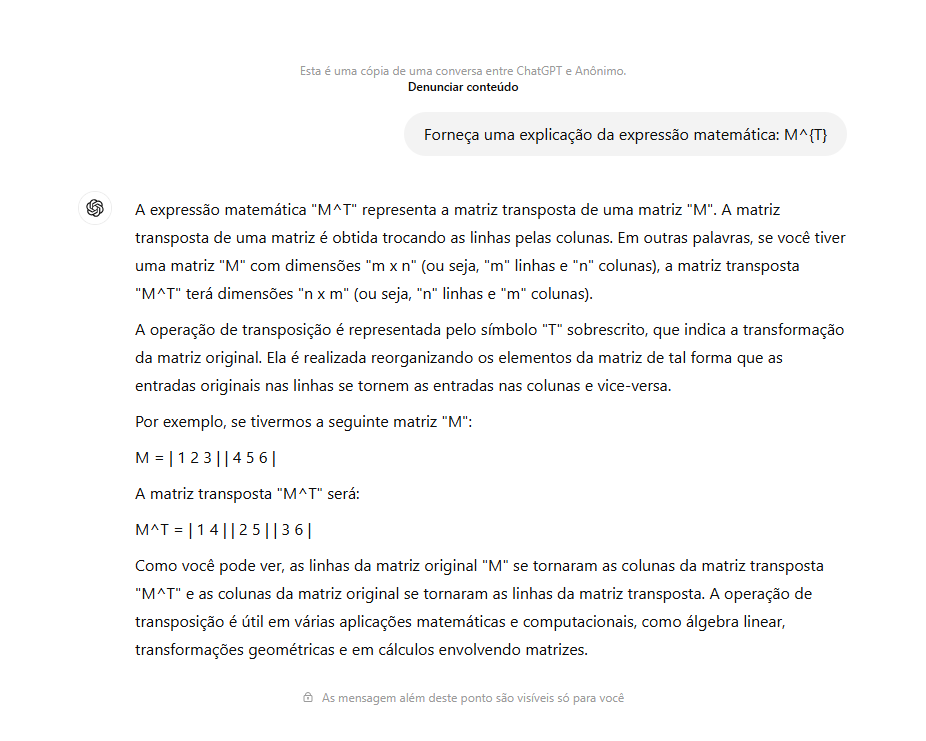 Esta é uma cópia de uma conversa entre ChatGPT e Anônimo.
Denunciar conteúdo
Forneça uma explicação da expressão matemática: M^{T}
A expressão matemática "M^T" representa a matriz transposta de uma matriz "M". A matriz
transposta de uma matriz é obtida trocando as linhas pelas colunas. Em outras palavras, se você tiver
uma matriz "M" com dimensões "m x n" (ou seja, "m" linhas e "n" colunas), a matriz transposta
"M^T" terá dimensões "n x m" (ou seja, "n" linhas e "m" colunas).
A operação de transposição é representada pelo símbolo "T" sobrescrito, que indica a transformação
da matriz original. Ela é realizada reorganizando os elementos da matriz de tal forma que as
entradas originais nas linhas se tornem as entradas nas colunas e vice-versa.
Por exemplo, se tivermos a seguinte matriz "M":
M = | 1 2 3 | | 4 5 6 |
A matriz transposta "M^T" será:
M^T = | 1 4 | | 2 5 | | 3 6 |
Como você pode ver, as linhas da matriz original "M" se tornaram as colunas da matriz transposta
"M^T" e as colunas da matriz original se tornaram as linhas da matriz transposta. A operação de
transposição é útil em várias aplicações matemáticas e computacionais, como álgebra linear,
transformações geométricas e em cálculos envolvendo matrizes.
As mensagem além deste ponto são visíveis só para você